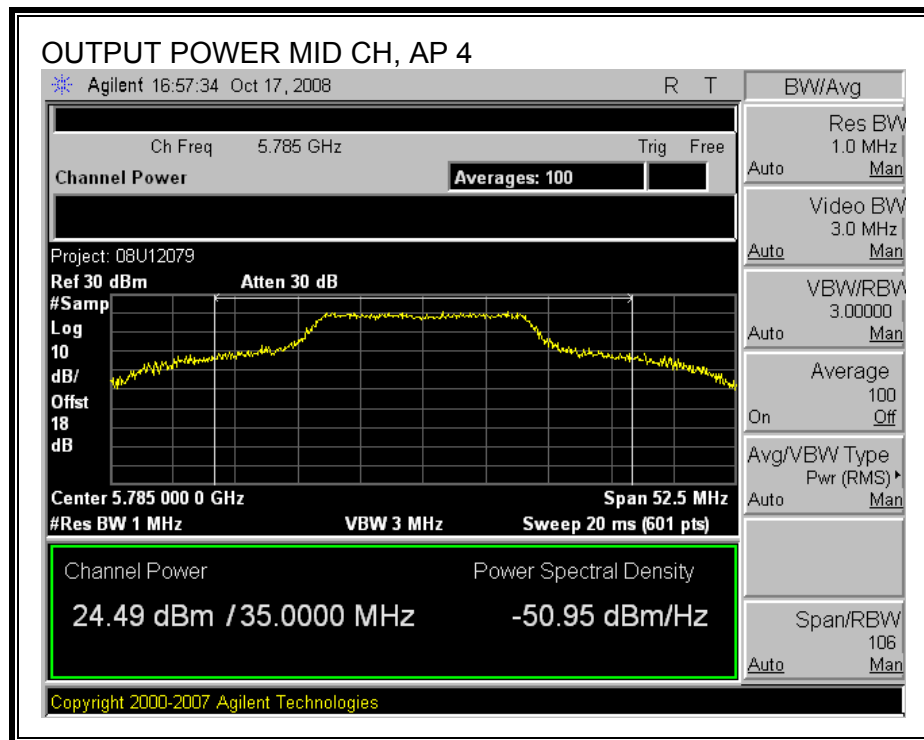 OUTPUT POWER MID CH, AP 4
Agilent 16:57:34 Oct 17, 2008 R T
Ch Freq 5.785 GHz Trig Free
Channel Power Averages: 100
Project: 08U12079
Ref 30 dBm Atten 30 dB
#Samp
Log
10
dB/
Offst
18
dB
Center 5.785 000 0 GHz Span 52.5 MHz
#Res BW 1 MHz VBW 3 MHz Sweep 20 ms (601 pts)
Channel Power Power Spectral Density
24.49 dBm / 35.0000 MHz -50.95 dBm/Hz
Copyright 2000-2007 Agilent Technologies
BW/Avg
Res BW
1.0 MHz
Auto Man
Video BW
3.0 MHz
Auto Man
VBW/RBW
3.00000
Auto Man
Average
100
On Off
Avg/VBW Type
Pwr (RMS)
Auto Man
Span/RBW
106
Auto Man